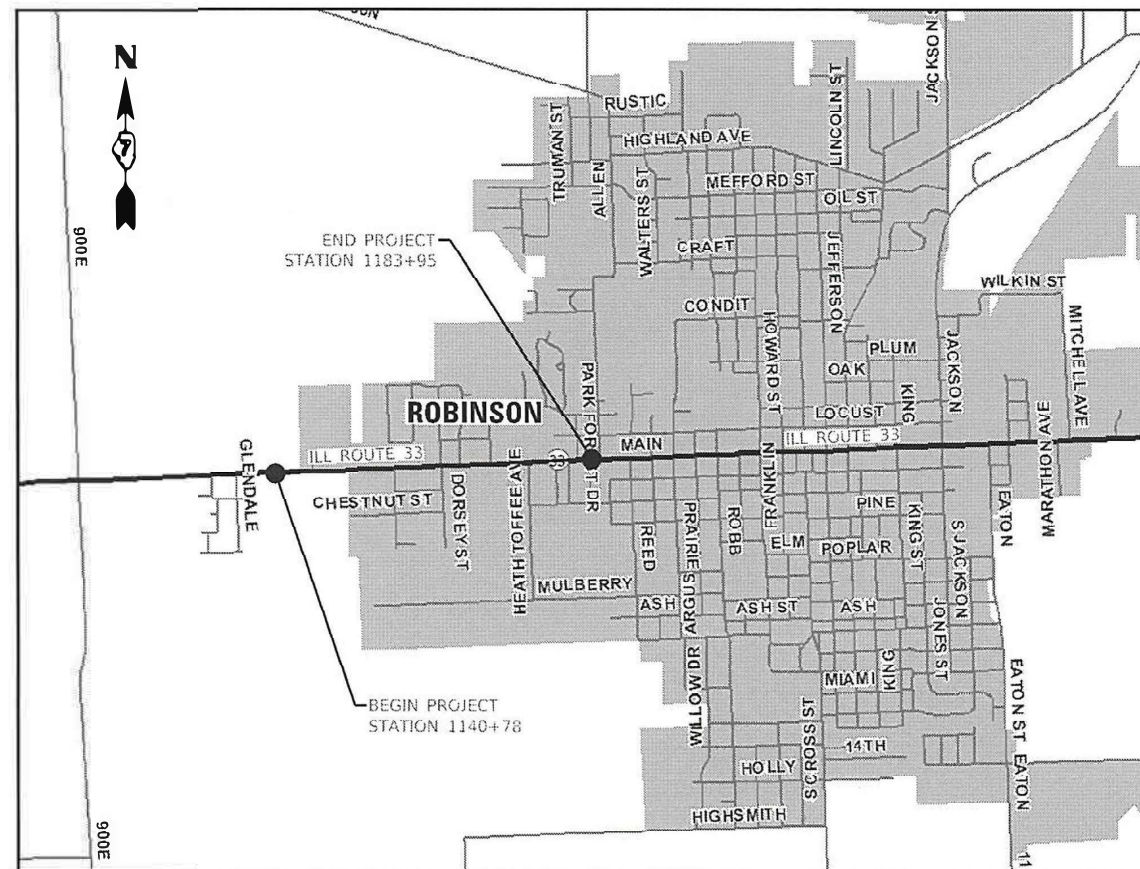 N
JACKSON S
RUSTIC
TRUMAN ST
ALLEN
HIGHLAND AVE
LINCOLN ST
WALTERS ST
MEFFORD ST
OIL ST
900E
END PROJECT
STATION 1183+95
CRAFT
JEFFERSON
WILKIN ST
CONDIT
HOWARD ST
PLUM
JACKSON
MITCHELL AVE
OAK
PARK FOR T DR
KING
ROBINSON
LOCUST
MAIN
ILL ROUTE 33
ILL ROUTE 33
33
GLENDALE
CHESTNUT ST
DORSEY ST
HEATH TOFFEE AVE
FRANKLIN
MARATHON AVE
EATON
PINE
KING ST
REED
PRAIRIE
ROBB
ELM
POPLAR
S JACKSON
MULBERRY
ASH
ARGUS
ASH ST
ASH
JONES ST
WILLOW DR
MIAMI
KING
EATON ST
BEGIN PROJECT
STATION 1140+78
S CROSS ST
14TH
HOLLY
EATON
HIGHSMITH
900E
11